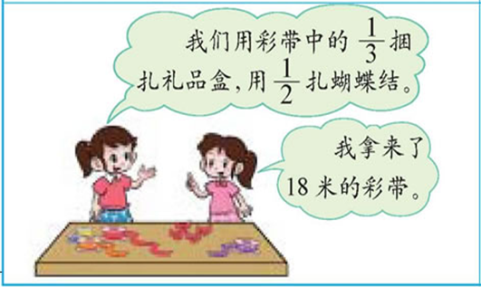 我们用彩带中的 1/3 捆
扎礼品盒，用 1/2 扎蝴蝶结。
我拿来了
18 米的彩带。